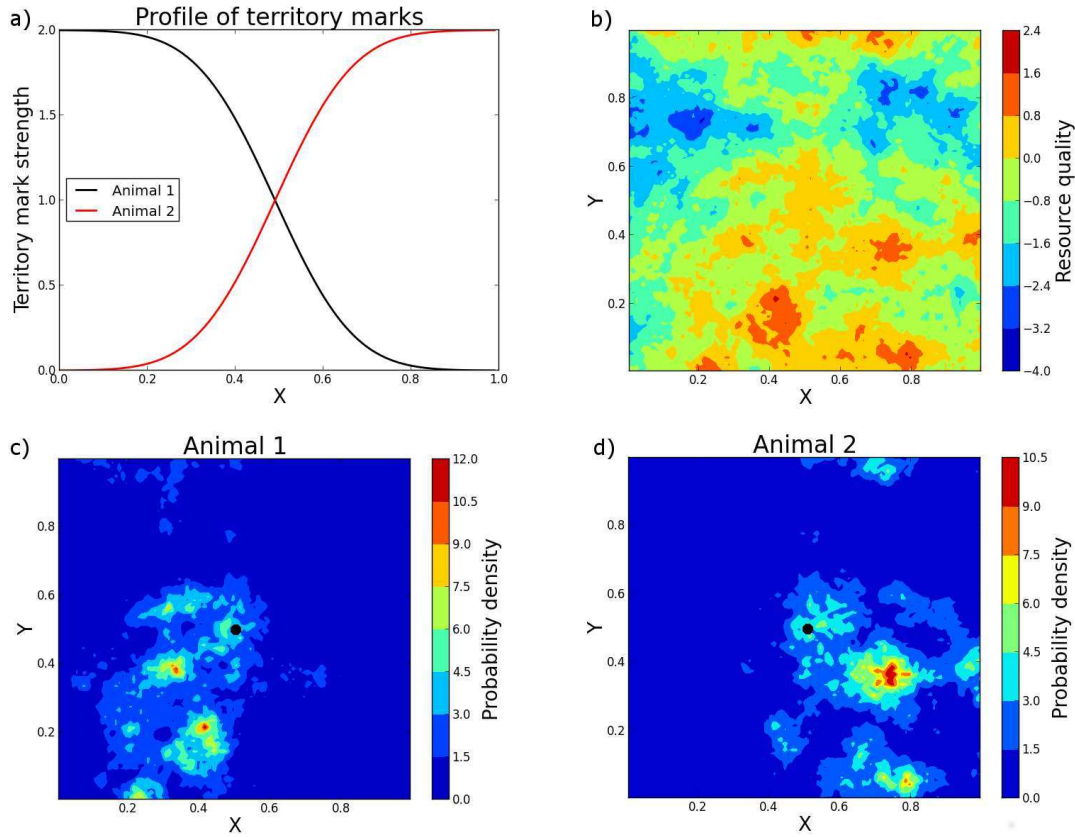 a)
Profile of territory marks
2.0
1.5
1.0
0.5
0.0
Territory mark strength
Animal 1
Animal 2
0.0 0.2 0.4 0.6 0.8 1.0
X
b)
0.8
0.6
0.4
0.2
Y
0.2 0.4 0.6 0.8
X
2.4
1.6
0.8
0.0
−0.8
−1.6
−2.4
−3.2
−4.0
Resource quality
c)
Animal 1
0.8
0.6
0.4
0.2
Y
0.2 0.4 0.6 0.8
X
12.0
10.5
9.0
7.5
6.0
4.5
3.0
1.5
0.0
Probability density
d)
Animal 2
0.8
0.6
0.4
0.2
Y
0.2 0.4 0.6 0.8
X
10.5
9.0
7.5
6.0
4.5
3.0
1.5
0.0
Probability density